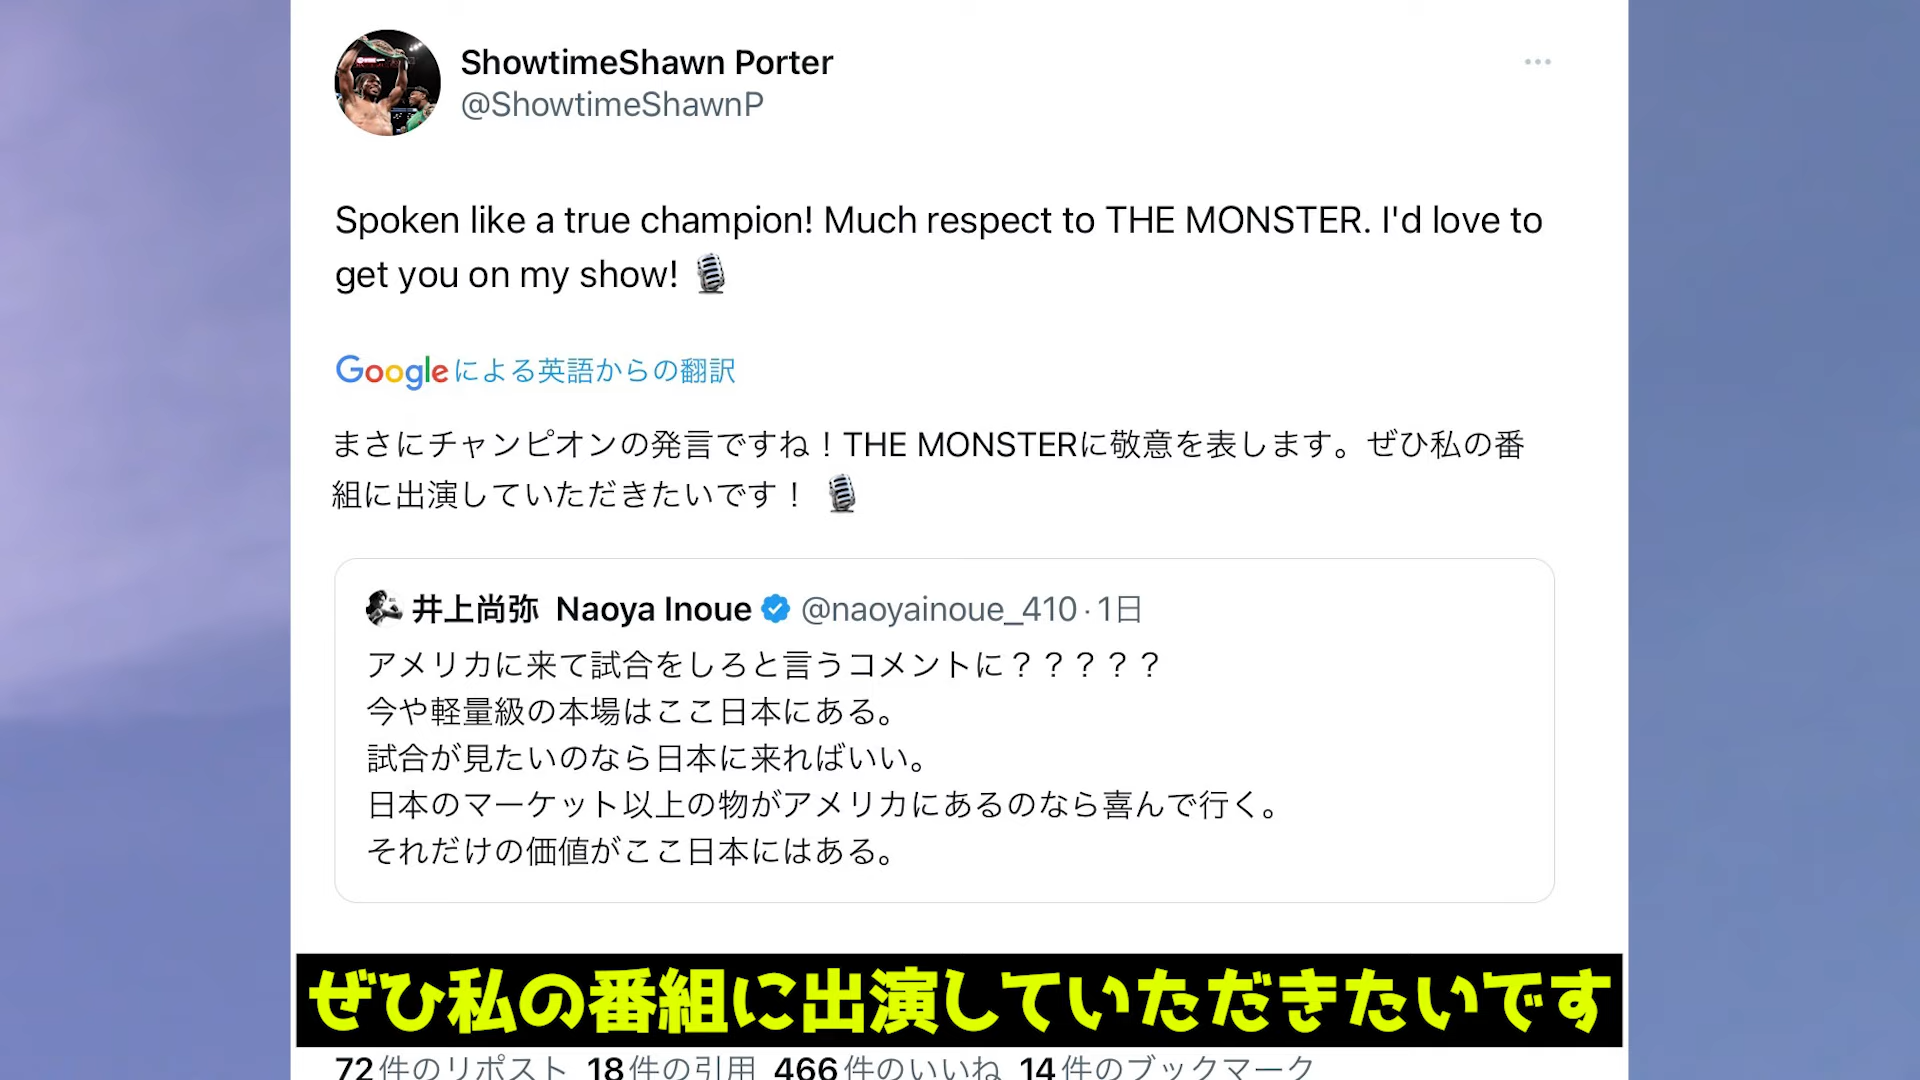 ShowtimeShawn Porter
@ShowtimeShawnP
Spoken like a true champion! Much respect to THE MONSTER. I'd love to
get you on my show! 🎙
Googleによる英語からの翻訳
まさにチャンピオンの発言ですね！THE MONSTERに敬意を表します。ぜひ私の番
組に出演していただきたいです！ 🎙
井上尚弥 Naoya Inoue @naoyainoue_410·1日
アメリカに来て試合をしろと言うコメントに？？？？？
今や軽量級の本場はここ日本にある。
試合が見たいのなら日本に来ればいい。
日本のマーケット以上の物がアメリカにあるのなら喜んで行く。
それだけの価値がここ日本にはある。
ぜひ私の番組に出演していただきたいです
72件のリポスト 18件の引用 466件のいいね 14件のブックマーク